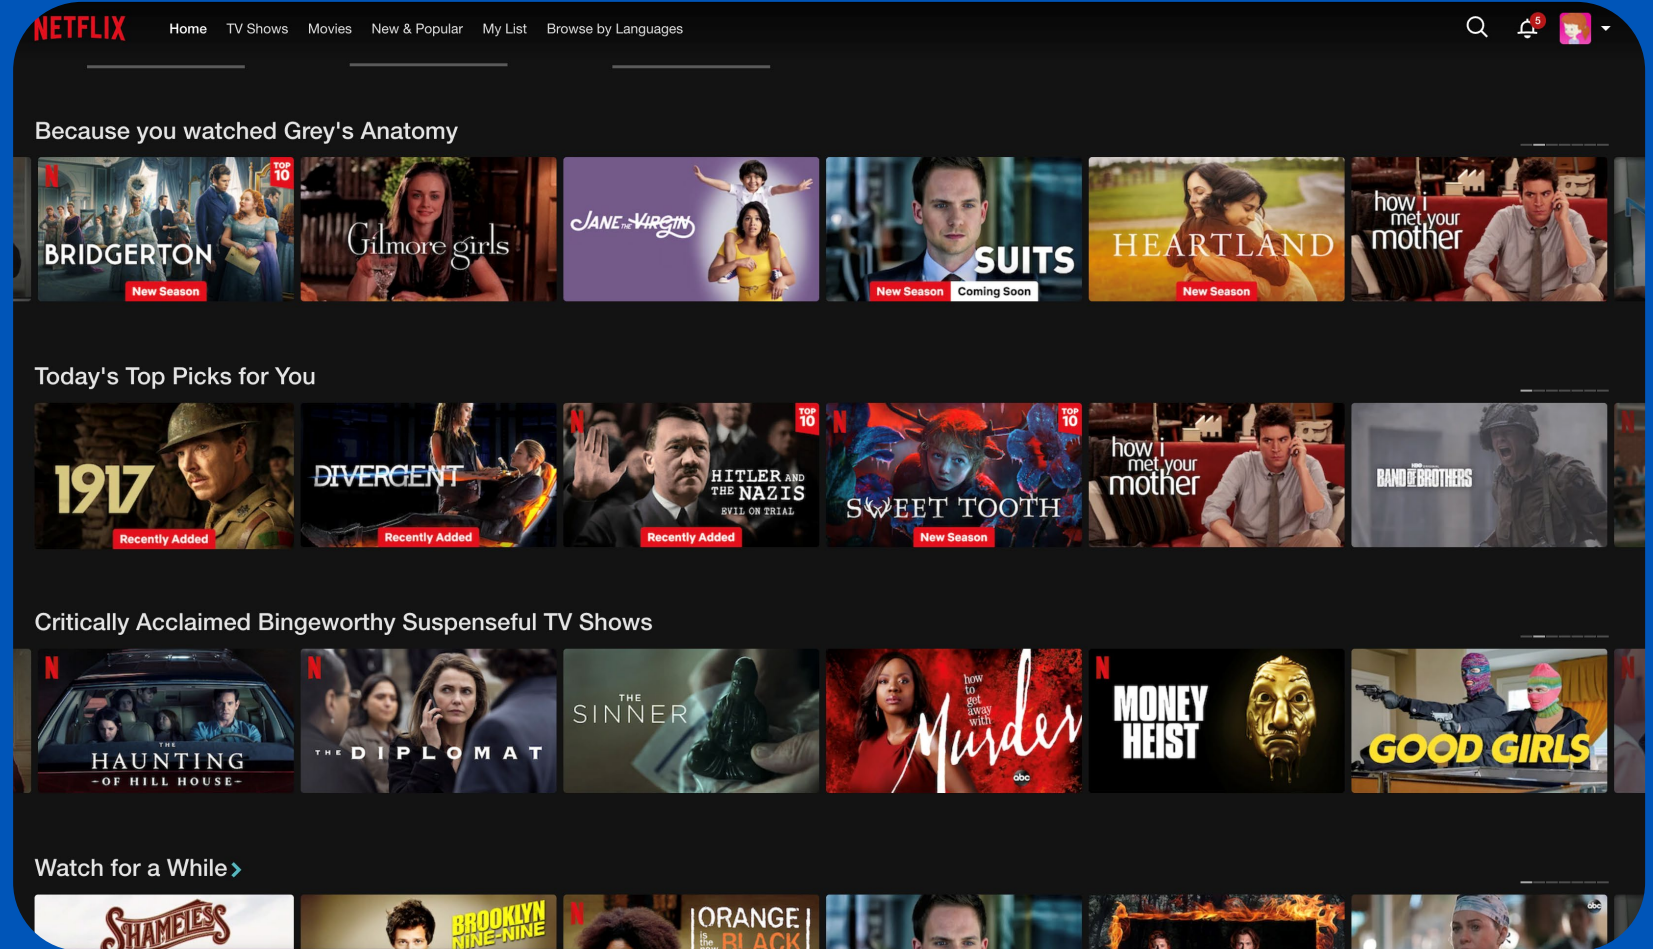 NETFLIX
Home TV Shows Movies New & Popular My List Browse by Languages
5
Because you watched Grey's Anatomy
N
TOP
10
BRIDGERTON
New Season
Gilmore girls
JANE THE VIRGIN
SUITS
New Season Coming Soon
HEARTLAND
New Season
how i
met your
mother
Today's Top Picks for You
1917
Recently Added
DIVERGENT
Recently Added
N
TOP
10
HITLER AND
THE NAZIS
EVIL ON TRIAL
Recently Added
N
TOP
10
SWEET TOOTH
New Season
how i
met your
mother
HBO
BAND OF BROTHERS
N
Critically Acclaimed Bingeworthy Suspenseful TV Shows
N
THE
HAUNTING
-OF HILL HOUSE-
N
THE DIPLOMAT
THE
SINNER
how
to
get
away
with
Murder
abc
N
MONEY
HEIST
GOOD GIRLS
N
Watch for a While
SHAMELESS
BROOKLYN
NINE-NINE
N
ORANGE
is
the
new
BLACK
abc